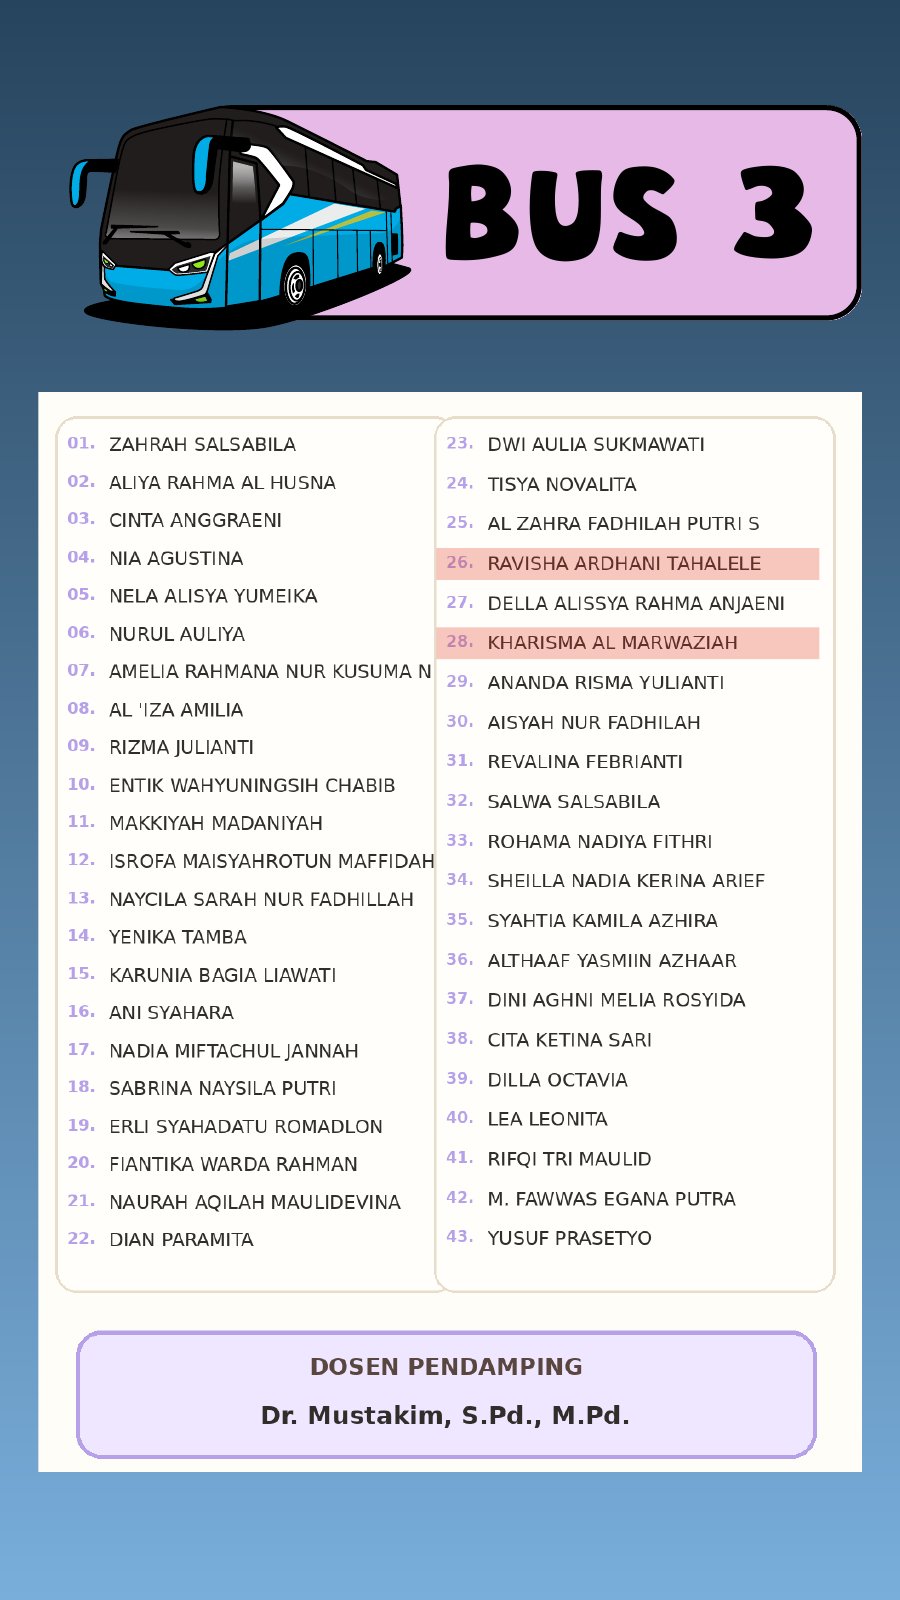 BUS 3
01. ZAHRAH SALSABILA
02. ALIYA RAHMA AL HUSNA
03. CINTA ANGGRAENI
04. NIA AGUSTINA
05. NELA ALISYA YUMEIKA
06. NURUL AULIYA
07. AMELIA RAHMANA NUR KUSUMA N
08. AL 'IZA AMILIA
09. RIZMA JULIANTI
10. ENTIK WAHYUNINGSIH CHABIB
11. MAKKIYAH MADANIYAH
12. ISROFA MAISYAHROTUN MAFFIDAH
13. NAYCILA SARAH NUR FADHILLAH
14. YENIKA TAMBA
15. KARUNIA BAGIA LIAWATI
16. ANI SYAHARA
17. NADIA MIFTACHUL JANNAH
18. SABRINA NAYSILA PUTRI
19. ERLI SYAHADATU ROMADLON
20. FIANTIKA WARDA RAHMAN
21. NAURAH AQILAH MAULIDEVINA
22. DIAN PARAMITA
23. DWI AULIA SUKMAWATI
24. TISYA NOVALITA
25. AL ZAHRA FADHILAH PUTRI S
26. RAVISHA ARDHANI TAHALELE
27. DELLA ALISSYA RAHMA ANJAENI
28. KHARISMA AL MARWAZIAH
29. ANANDA RISMA YULIANTI
30. AISYAH NUR FADHILAH
31. REVALINA FEBRIANTI
32. SALWA SALSABILA
33. ROHAMA NADIYA FITHRI
34. SHEILLA NADIA KERINA ARIEF
35. SYAHTIA KAMILA AZHIRA
36. ALTHAAF YASMIIN AZHAAR
37. DINI AGHNI MELIA ROSYIDA
38. CITA KETINA SARI
39. DILLA OCTAVIA
40. LEA LEONITA
41. RIFQI TRI MAULID
42. M. FAWWAS EGANA PUTRA
43. YUSUF PRASETYO
DOSEN PENDAMPING
Dr. Mustakim, S.Pd., M.Pd.